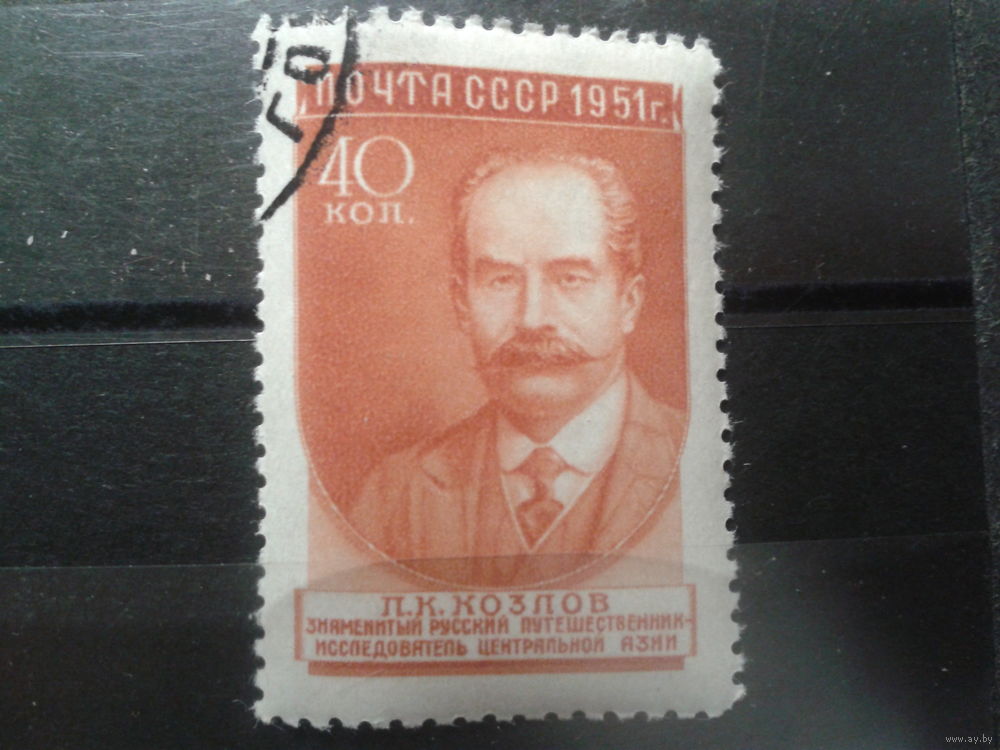 ПОЧТА СССР 1951г.
40
КОП.
П.К.КОЗЛОВ
ЗНАМЕНИТЫЙ РУССКИЙ ПУТЕШЕСТВЕННИК-
ИССЛЕДОВАТЕЛЬ ЦЕНТРАЛЬНОЙ АЗИИ
www.ay.by